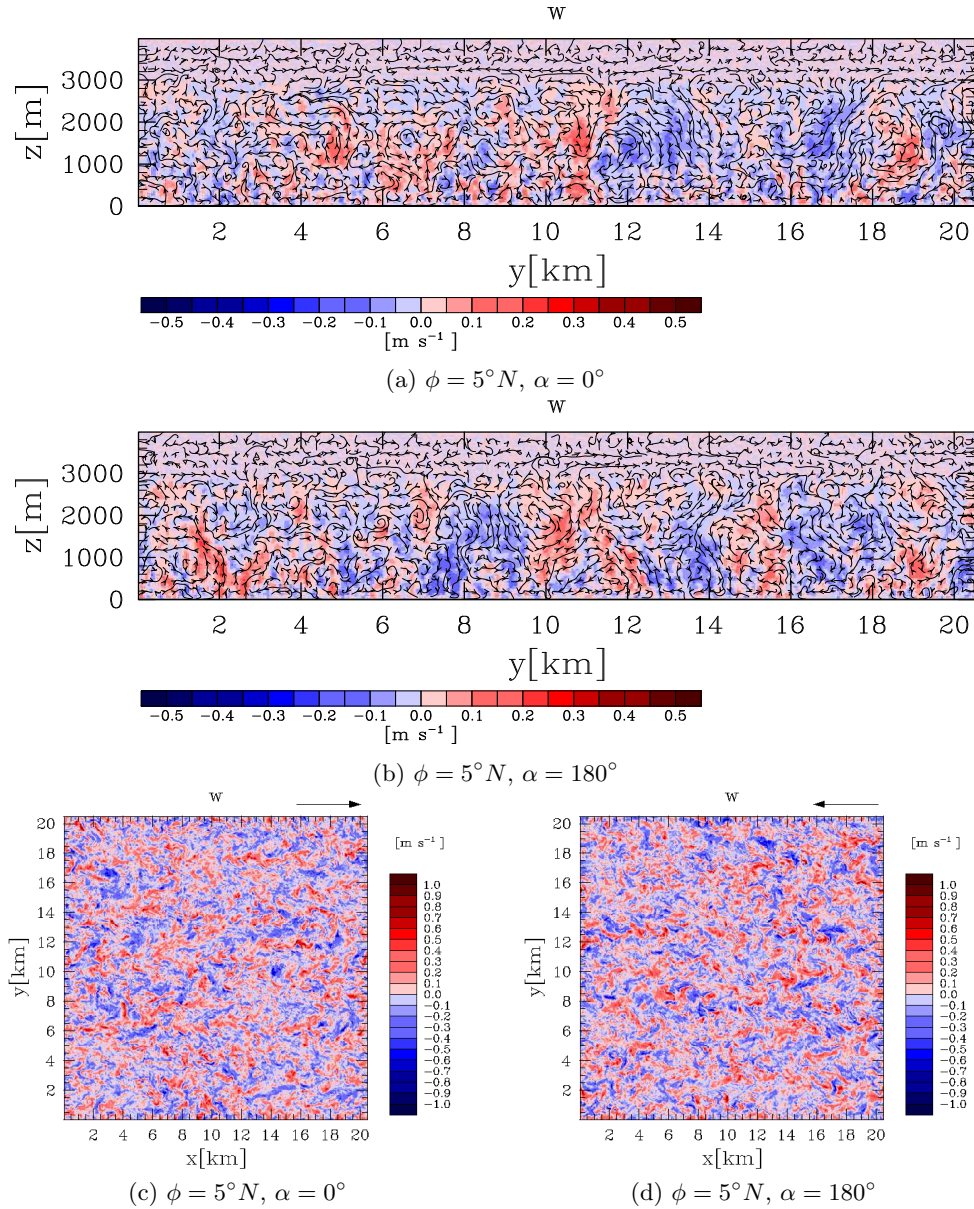 w
z[m]
3000
2000
1000
0
2 4 6 8 10 12 14 16 18 20
y[km]
−0.5 −0.4 −0.3 −0.2 −0.1 0.0 0.1 0.2 0.3 0.4 0.5
[m s⁻¹]
(a) ϕ = 5°N, α = 0°
w
z[m]
3000
2000
1000
0
2 4 6 8 10 12 14 16 18 20
y[km]
−0.5 −0.4 −0.3 −0.2 −0.1 0.0 0.1 0.2 0.3 0.4 0.5
[m s⁻¹]
(b) ϕ = 5°N, α = 180°
w
[m s⁻¹]
y[km]
20
18
16
14
12
10
8
6
4
2
2 4 6 8 10 12 14 16 18 20
x[km]
1.0
0.9
0.8
0.7
0.6
0.5
0.4
0.3
0.2
0.1
0.0
−0.1
−0.2
−0.3
−0.4
−0.5
−0.6
−0.7
−0.8
−0.9
−1.0
(c) ϕ = 5°N, α = 0°
w
[m s⁻¹]
y[km]
20
18
16
14
12
10
8
6
4
2
2 4 6 8 10 12 14 16 18 20
x[km]
1.0
0.9
0.8
0.7
0.6
0.5
0.4
0.3
0.2
0.1
0.0
−0.1
−0.2
−0.3
−0.4
−0.5
−0.6
−0.7
−0.8
−0.9
−1.0
(d) ϕ = 5°N, α = 180°